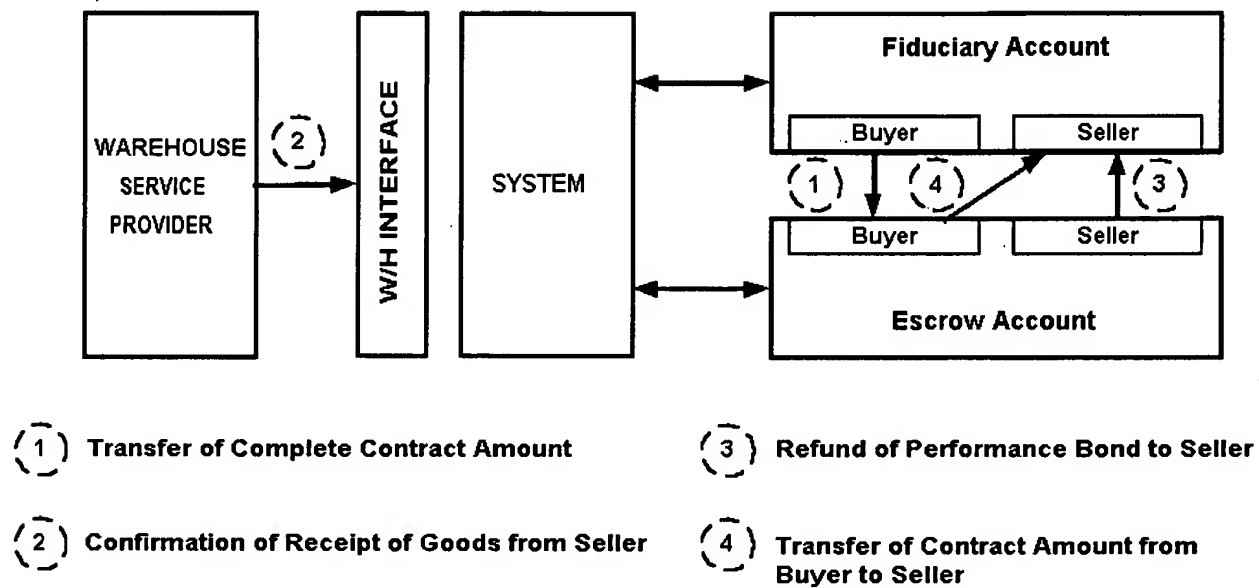 WAREHOUSE
SERVICE
PROVIDER
2
W/H INTERFACE
SYSTEM
Fiduciary Account
Buyer
Seller
1
4
3
Buyer
Seller
Escrow Account
1 Transfer of Complete Contract Amount
2 Confirmation of Receipt of Goods from Seller
3 Refund of Performance Bond to Seller
4 Transfer of Contract Amount from
Buyer to Seller